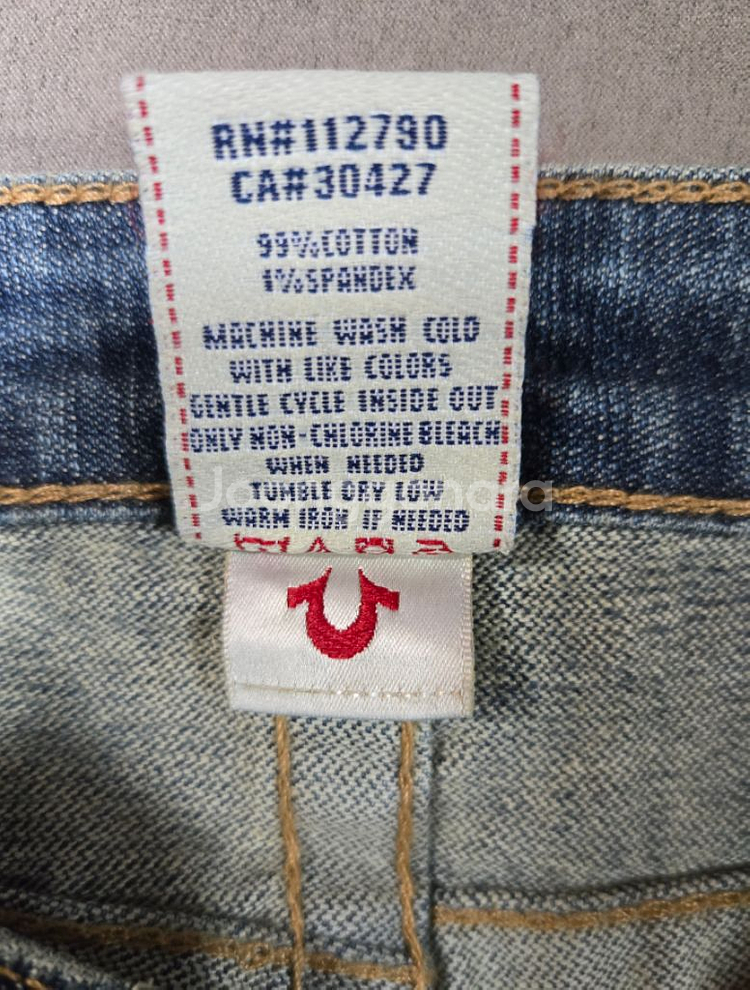 RN#112790
CA#30427
99%COTTON
1%SPANDEX
MACHINE WASH COLD
WITH LIKE COLORS
GENTLE CYCLE INSIDE OUT
ONLY NON-CHLORINE BLEACH
WHEN NEEDED
TUMBLE DRY LOW
WARM IRON IF NEEDED